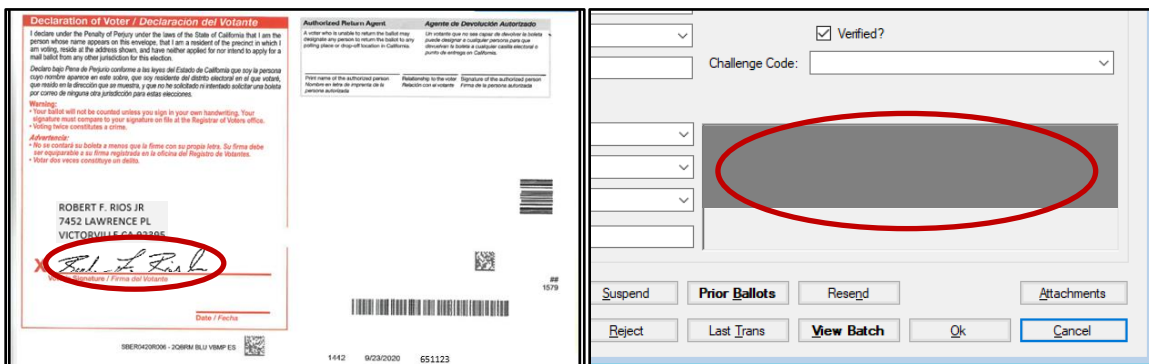 Declaration of Voter / Declaración del Votante
I declare under the Penalty of Perjury under the laws of the State of California that I am the
person whose name appears on this envelope, that I am a resident of the precinct in which I
am voting, reside at the address shown, and have neither applied for nor intend to apply for a
mail ballot from any other jurisdiction for this election.
Declaro bajo Pena de Perjurio conforme a las leyes del Estado de California que soy la persona
cuyo nombre aparece en este sobre, que soy residente del distrito electoral en el que votaré,
que resido en la dirección que se muestra, y que no he solicitado ni intentado solicitar una boleta
por correo de ninguna otra jurisdicción para estas elecciones.
Warning:
• Your ballot will not be counted unless you sign in your own handwriting. Your
signature must compare to your signature on file at the Registrar of Voters office.
• Voting twice constitutes a crime.
Advertencia:
• No se contará su boleta a menos que la firme con su propia letra. Su firma debe
ser equiparable a su firma registrada en la oficina del Registro de Votantes.
• Votar dos veces constituye un delito.
ROBERT F. RIOS JR
7452 LAWRENCE PL
VICTORVILLE CA 92395
X
Signature / Firma del Votante
Date / Fecha
SBER0420R006 - 2Q8RM BLU VBMP ES
Authorized Return Agent
A voter who is unable to return the ballot may
designate any person to return the ballot to any
polling place or drop-off location in California.
Agente de Devolución Autorizado
Un votante que no sea capaz de devolver la boleta
puede designar a cualquier persona para que
devuelvan la boleta a cualquier casilla electoral o
punto de entrega en California.
Print name of the authorized person
Nombre en letra de imprenta de la
persona autorizada
Relationship to the voter
Relación con el votante
Signature of the authorized person
Firma de la persona autorizada
##
1579
1442 9/23/2020 651123
Verified?
Challenge Code:
Suspend Prior Ballots Resend Attachments
Reject Last Trans View Batch Ok Cancel